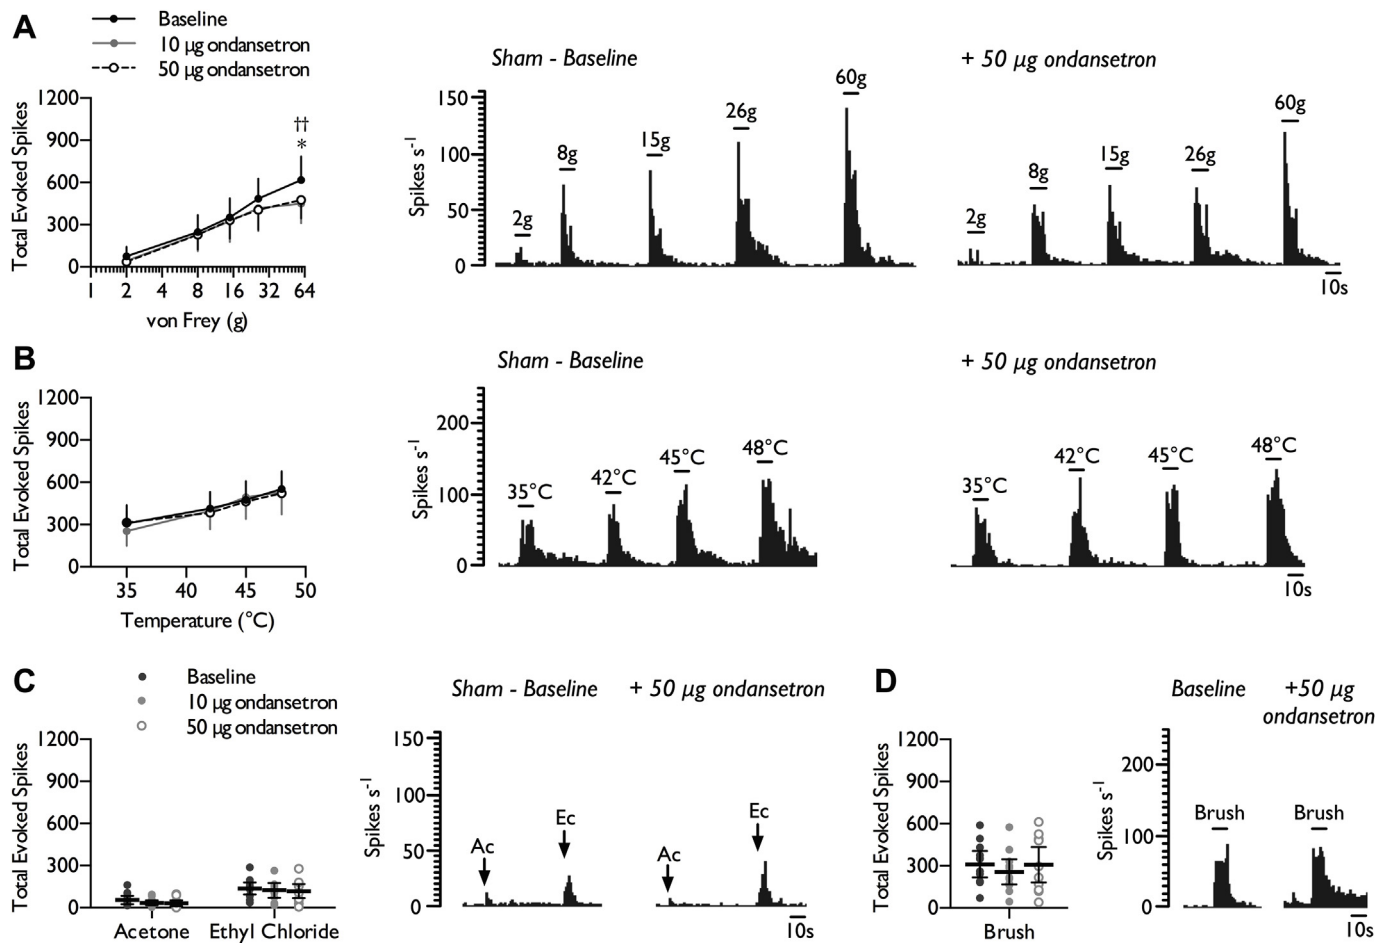 A
Baseline
10 µg ondansetron
50 µg ondansetron
Total Evoked Spikes
1200
900
600
300
0
††
*
1 2 4 8 16 32 64
von Frey (g)
Sham - Baseline
+ 50 µg ondansetron
Spikes s-1
150
100
50
0
2g 8g 15g 26g 60g
2g 8g 15g 26g 60g
10s
B
Total Evoked Spikes
1200
900
600
300
0
35 40 45 50
Temperature (°C)
Sham - Baseline
+ 50 µg ondansetron
Spikes s-1
200
100
0
35°C 42°C 45°C 48°C
35°C 42°C 45°C 48°C
10s
C
Baseline
10 µg ondansetron
50 µg ondansetron
Total Evoked Spikes
1200
900
600
300
0
Acetone Ethyl Chloride
Sham - Baseline
+ 50 µg ondansetron
Spikes s-1
150
100
50
0
Ac Ec
Ac Ec
10s
D
Total Evoked Spikes
1200
900
600
300
0
Brush
Baseline
+50 µg
ondansetron
Spikes s-1
200
100
0
Brush Brush
10s